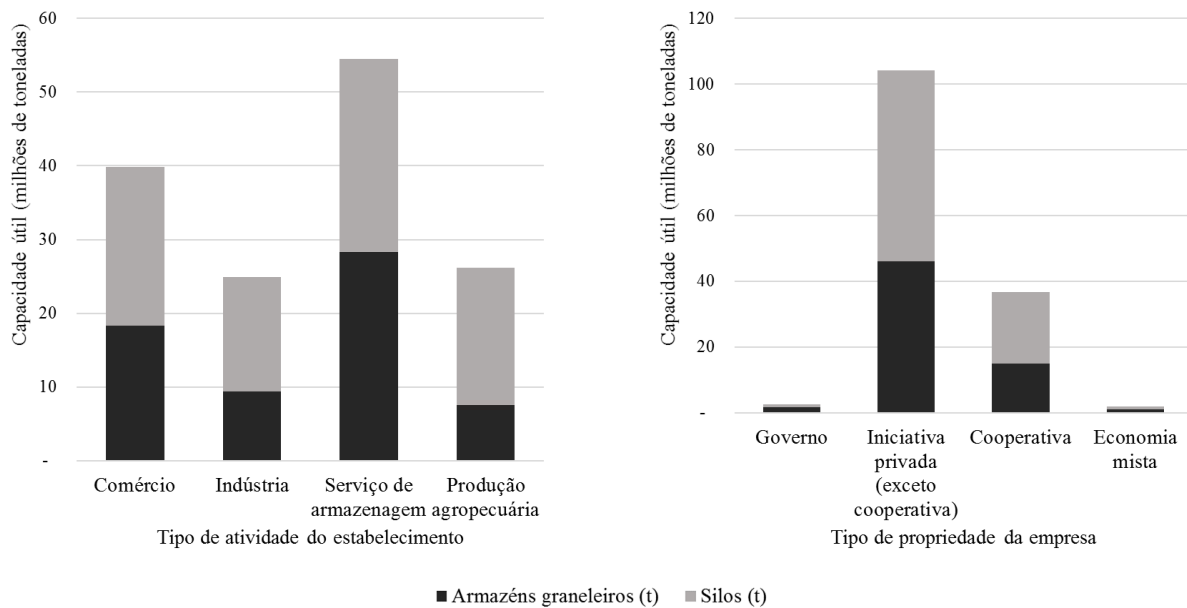 Capacidade útil (milhões de toneladas)
60
50
40
30
20
10
-
Comércio
Indústria
Serviço de
armazenagem
Produção
agropecuária
Tipo de atividade do estabelecimento
Capacidade útil (milhões de toneladas)
120
100
80
60
40
20
-
Governo
Iniciativa
privada
(exceto
cooperativa)
Cooperativa
Economia
mista
Tipo de propriedade da empresa
Armazéns graneleiros (t)
Silos (t)